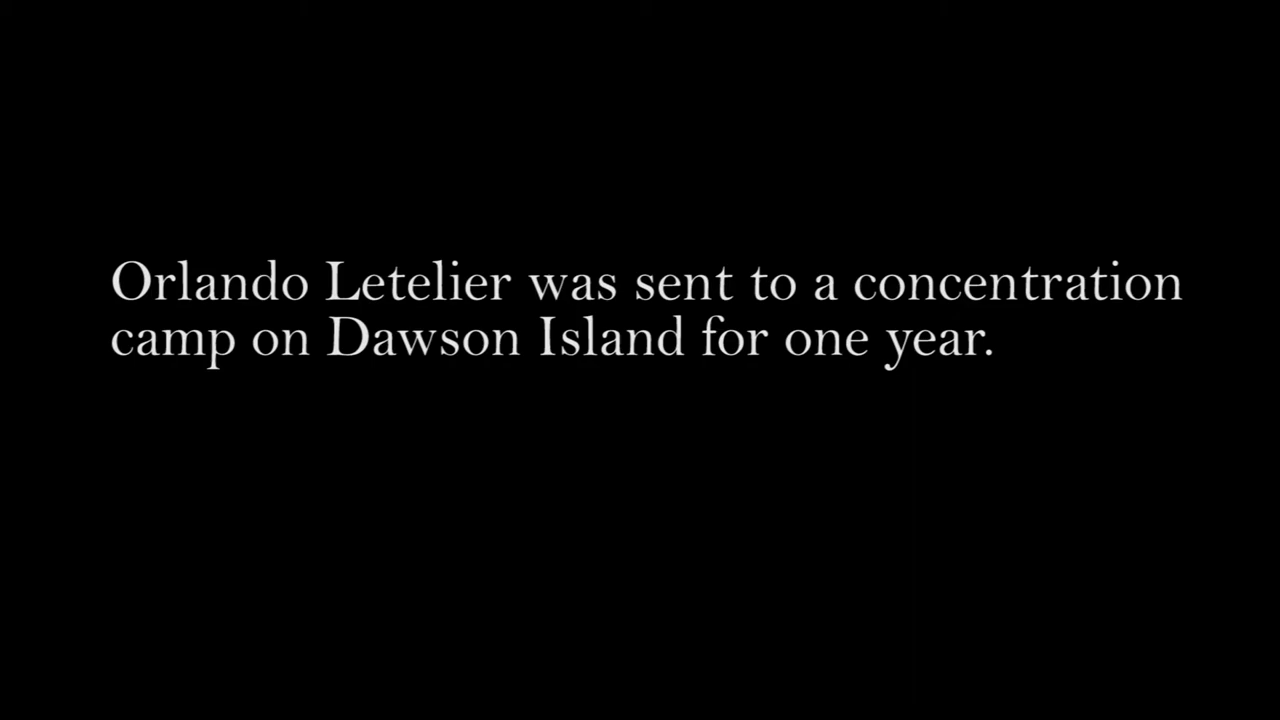 Orlando Letelier was sent to a concentration
camp on Dawson Island for one year.